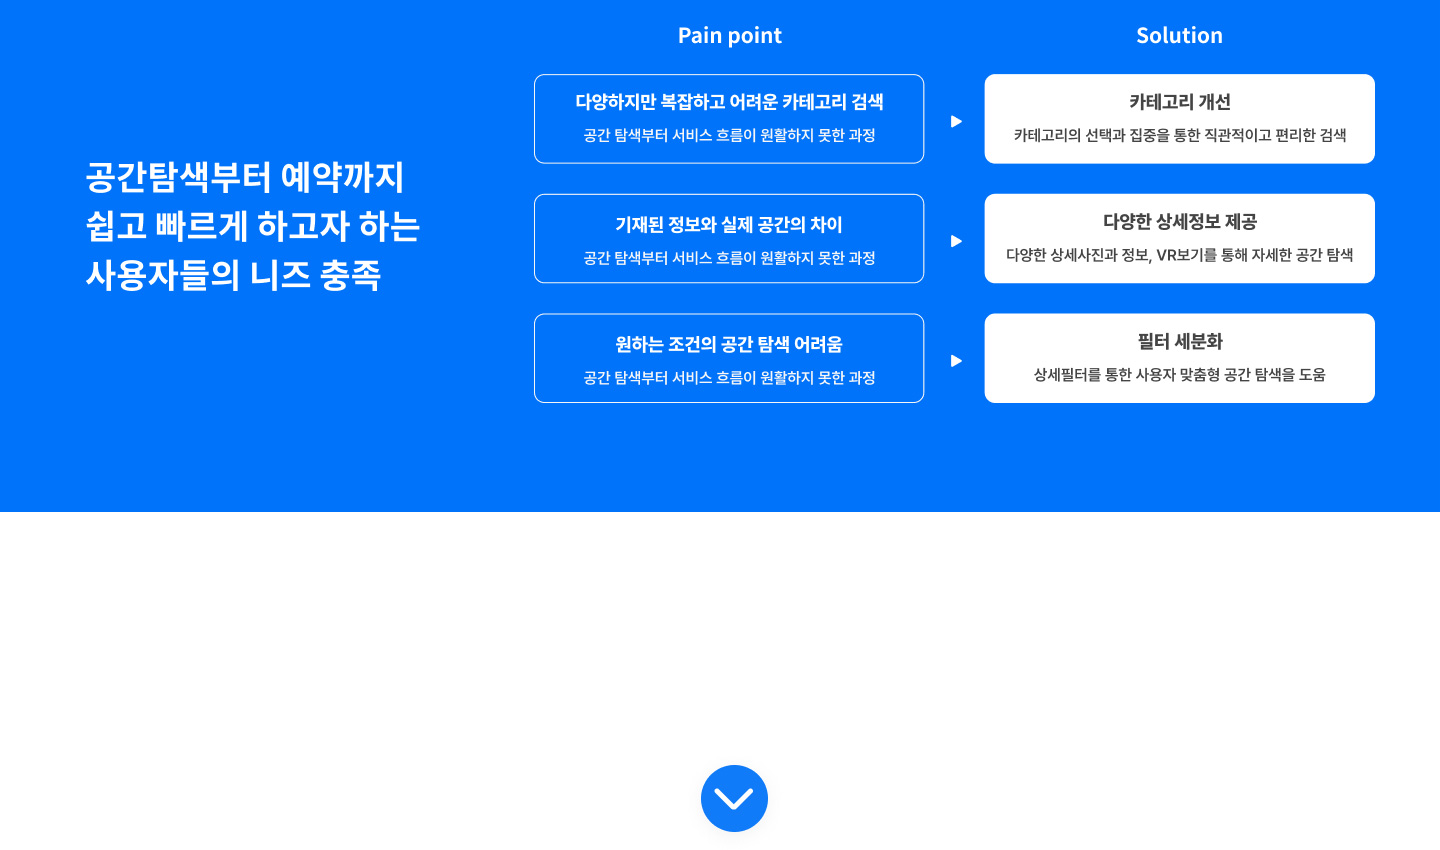 공간탐색부터 예약까지
쉽고 빠르게 하고자 하는
사용자들의 니즈 충족
Pain point
Solution
다양하지만 복잡하고 어려운 카테고리 검색
공간 탐색부터 서비스 흐름이 원활하지 못한 과정
카테고리 개선
카테고리의 선택과 집중을 통한 직관적이고 편리한 검색
기재된 정보와 실제 공간의 차이
공간 탐색부터 서비스 흐름이 원활하지 못한 과정
다양한 상세정보 제공
다양한 상세사진과 정보, VR보기를 통해 자세한 공간 탐색
원하는 조건의 공간 탐색 어려움
공간 탐색부터 서비스 흐름이 원활하지 못한 과정
필터 세분화
상세필터를 통한 사용자 맞춤형 공간 탐색을 도움